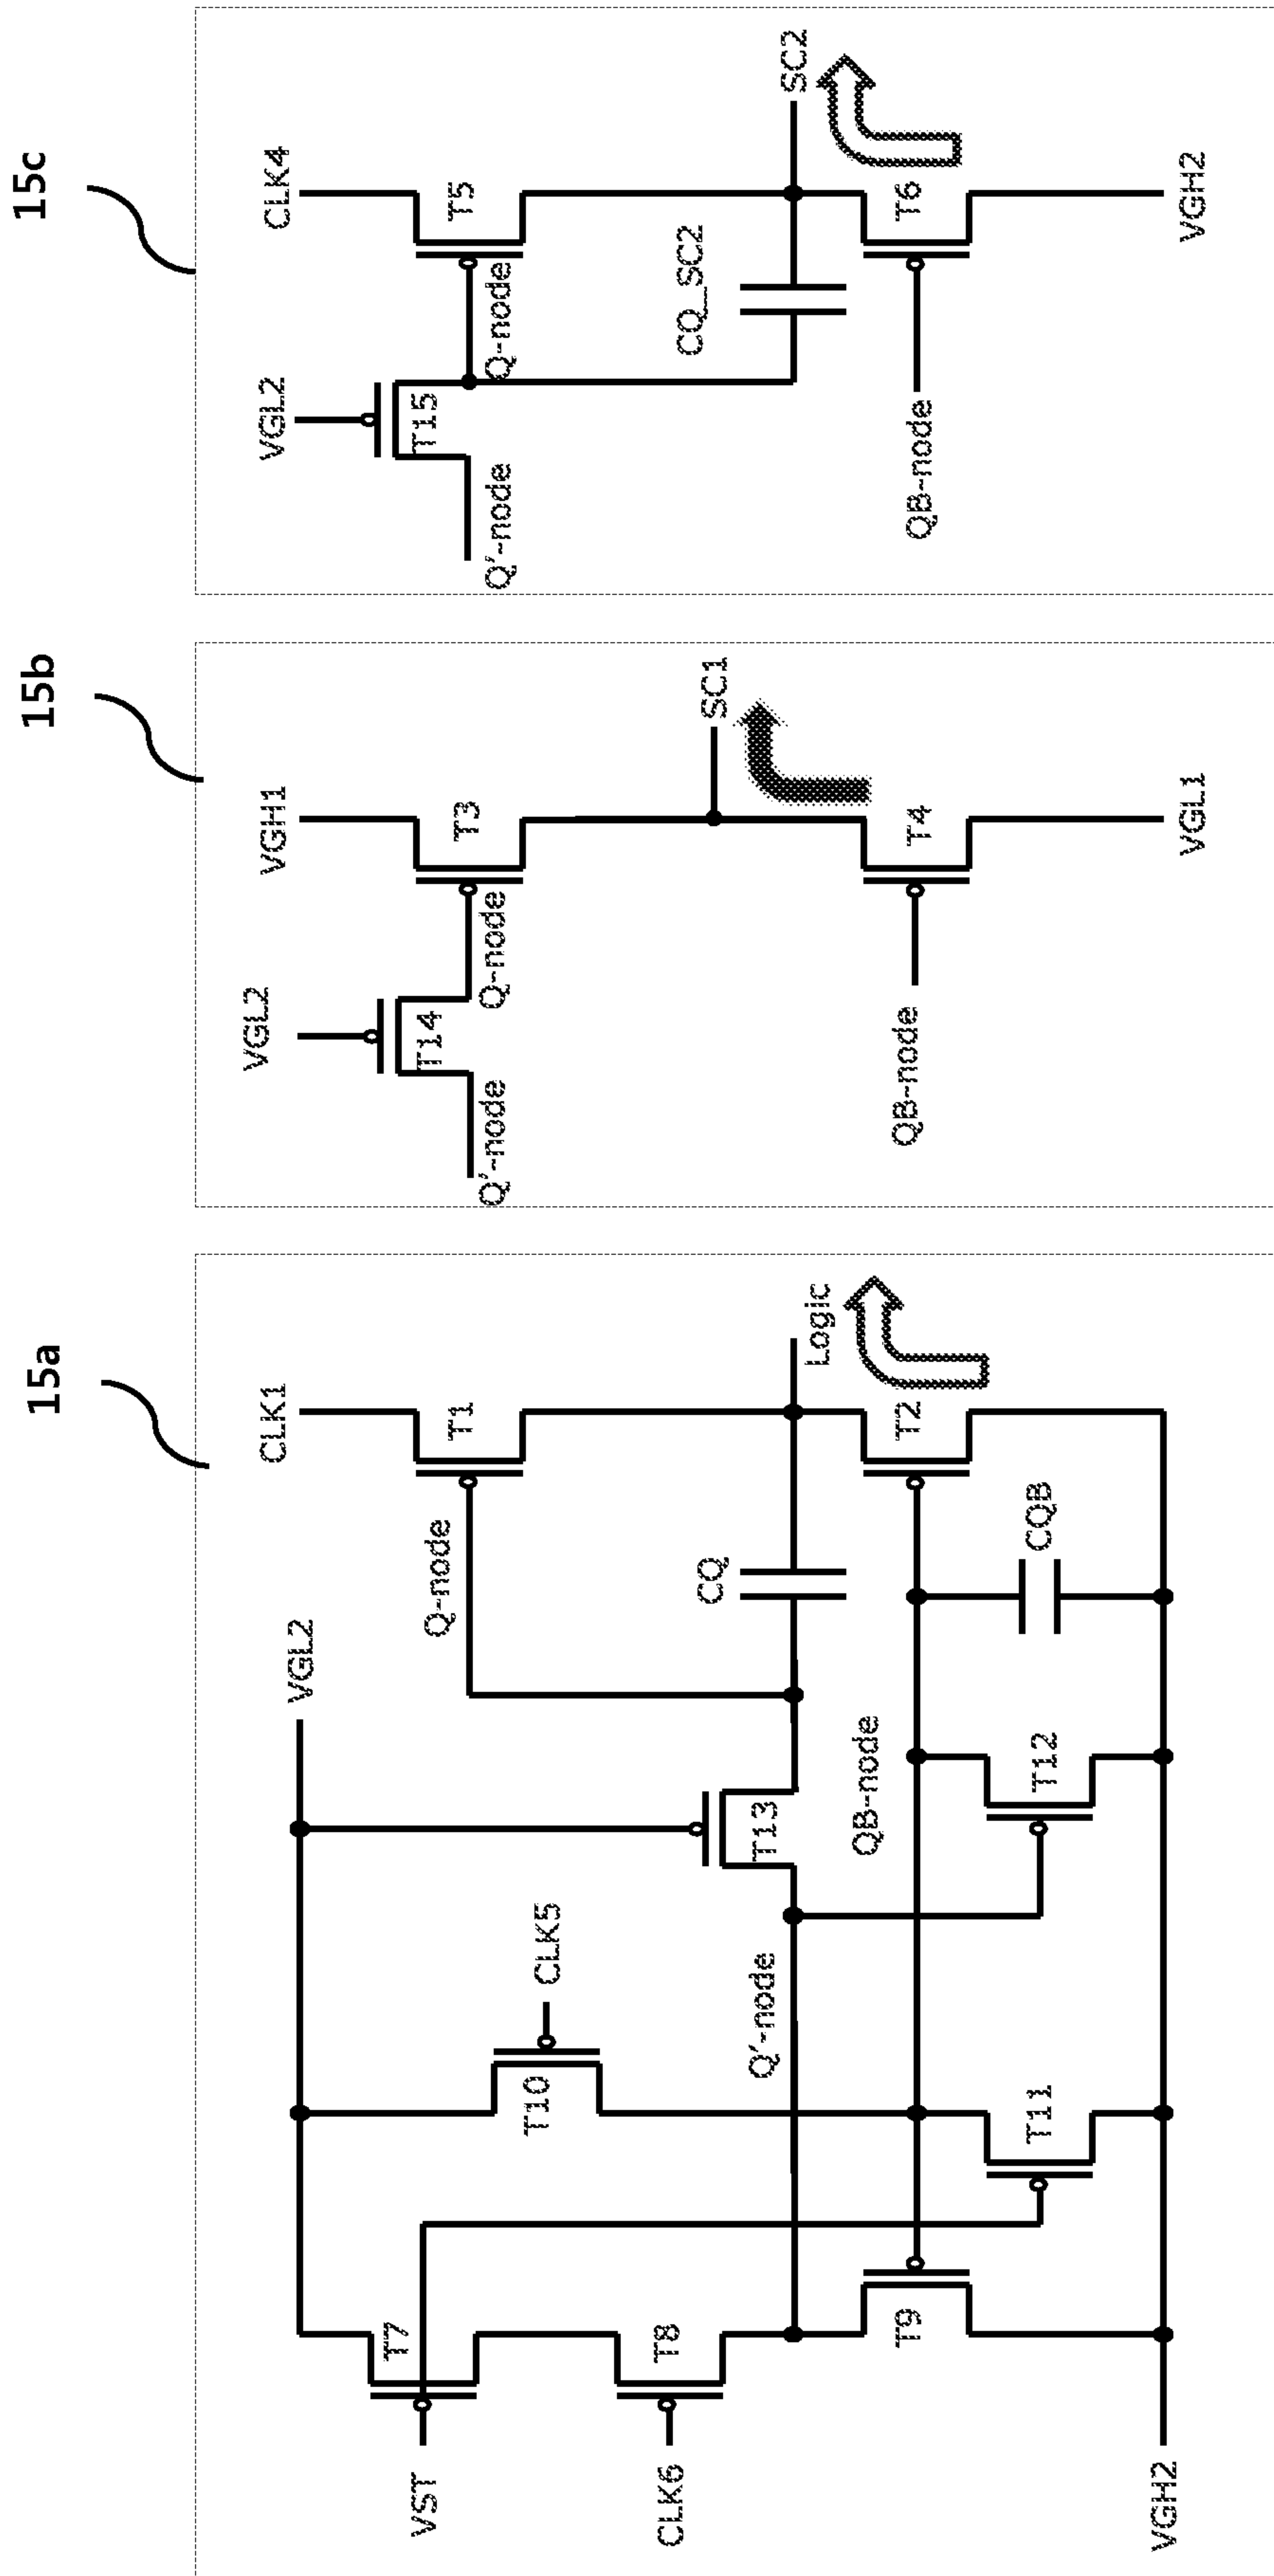 15a
VGL2
CLK1
VST
T7
T10
CLK5
Q-node
T1
CLK6
T8
Q'-node
T13
CQ
Logic
QB-node
T9
T2
T11
T12
CQB
VGH2
15b
VGL2
VGH1
T14
Q'-node
Q-node
T3
SC1
QB-node
T4
VGL1
15c
VGL2
CLK4
T15
Q'-node
Q-node
T5
CQ_SC2
SC2
QB-node
T6
VGH2